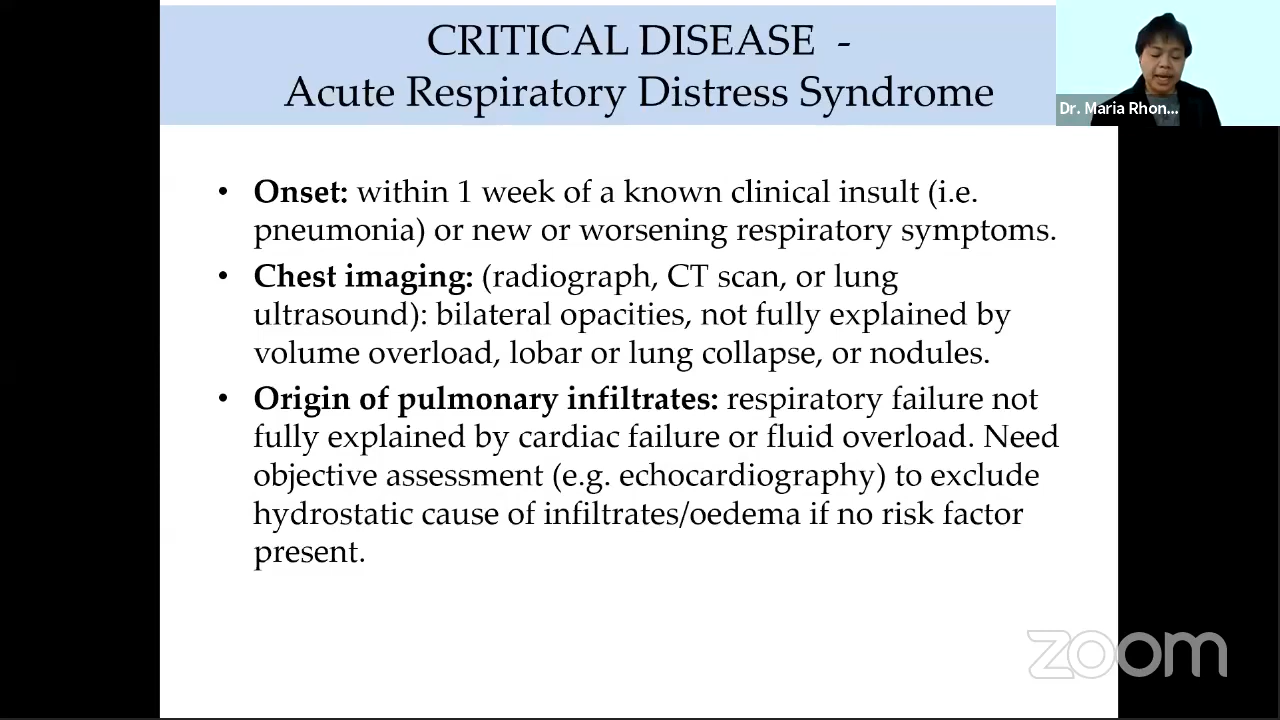 CRITICAL DISEASE -
Acute Respiratory Distress Syndrome
Dr. Maria Rhon...
• Onset: within 1 week of a known clinical insult (i.e.
pneumonia) or new or worsening respiratory symptoms.
• Chest imaging: (radiograph, CT scan, or lung
ultrasound): bilateral opacities, not fully explained by
volume overload, lobar or lung collapse, or nodules.
• Origin of pulmonary infiltrates: respiratory failure not
fully explained by cardiac failure or fluid overload. Need
objective assessment (e.g. echocardiography) to exclude
hydrostatic cause of infiltrates/oedema if no risk factor
present.
zoom